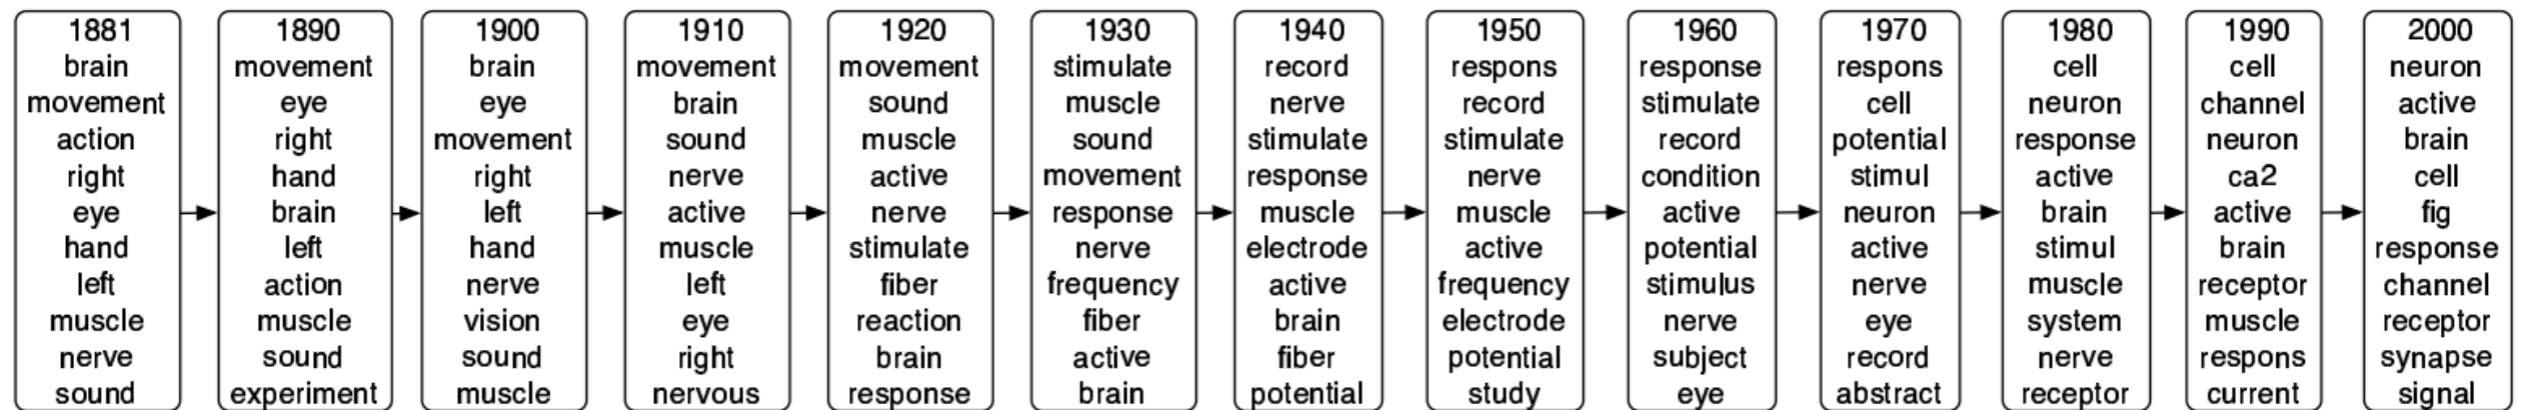 1881
brain
movement
action
right
eye
hand
left
muscle
nerve
sound
1890
movement
eye
right
hand
brain
left
action
muscle
sound
experiment
1900
brain
eye
movement
right
left
hand
nerve
vision
sound
muscle
1910
movement
brain
sound
nerve
active
muscle
left
eye
right
nervous
1920
movement
sound
muscle
active
nerve
stimulate
fiber
reaction
brain
response
1930
stimulate
muscle
sound
movement
response
nerve
frequency
fiber
active
brain
1940
record
nerve
stimulate
response
muscle
electrode
active
brain
fiber
potential
1950
respons
record
stimulate
nerve
muscle
active
frequency
electrode
potential
study
1960
response
stimulate
record
condition
active
potential
stimulus
nerve
subject
eye
1970
respons
cell
potential
stimul
neuron
active
nerve
eye
record
abstract
1980
cell
neuron
response
active
brain
stimul
muscle
system
nerve
receptor
1990
cell
channel
neuron
ca2
active
brain
receptor
muscle
respons
current
2000
neuron
active
brain
cell
fig
response
channel
receptor
synapse
signal